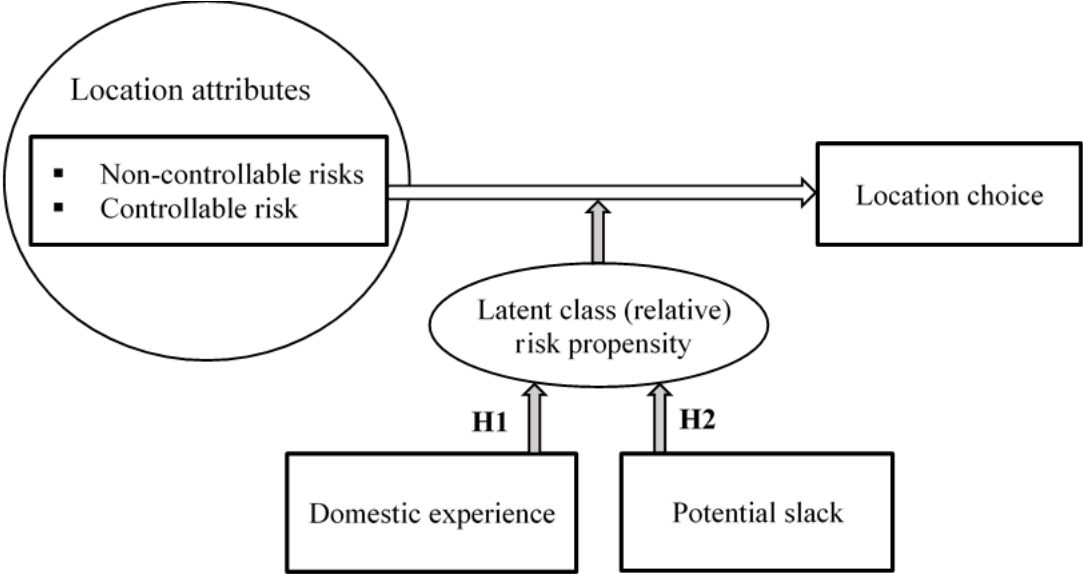 Location attributes
▪ Non-controllable risks
▪ Controllable risk
Location choice
Latent class (relative)
risk propensity
H1
H2
Domestic experience
Potential slack